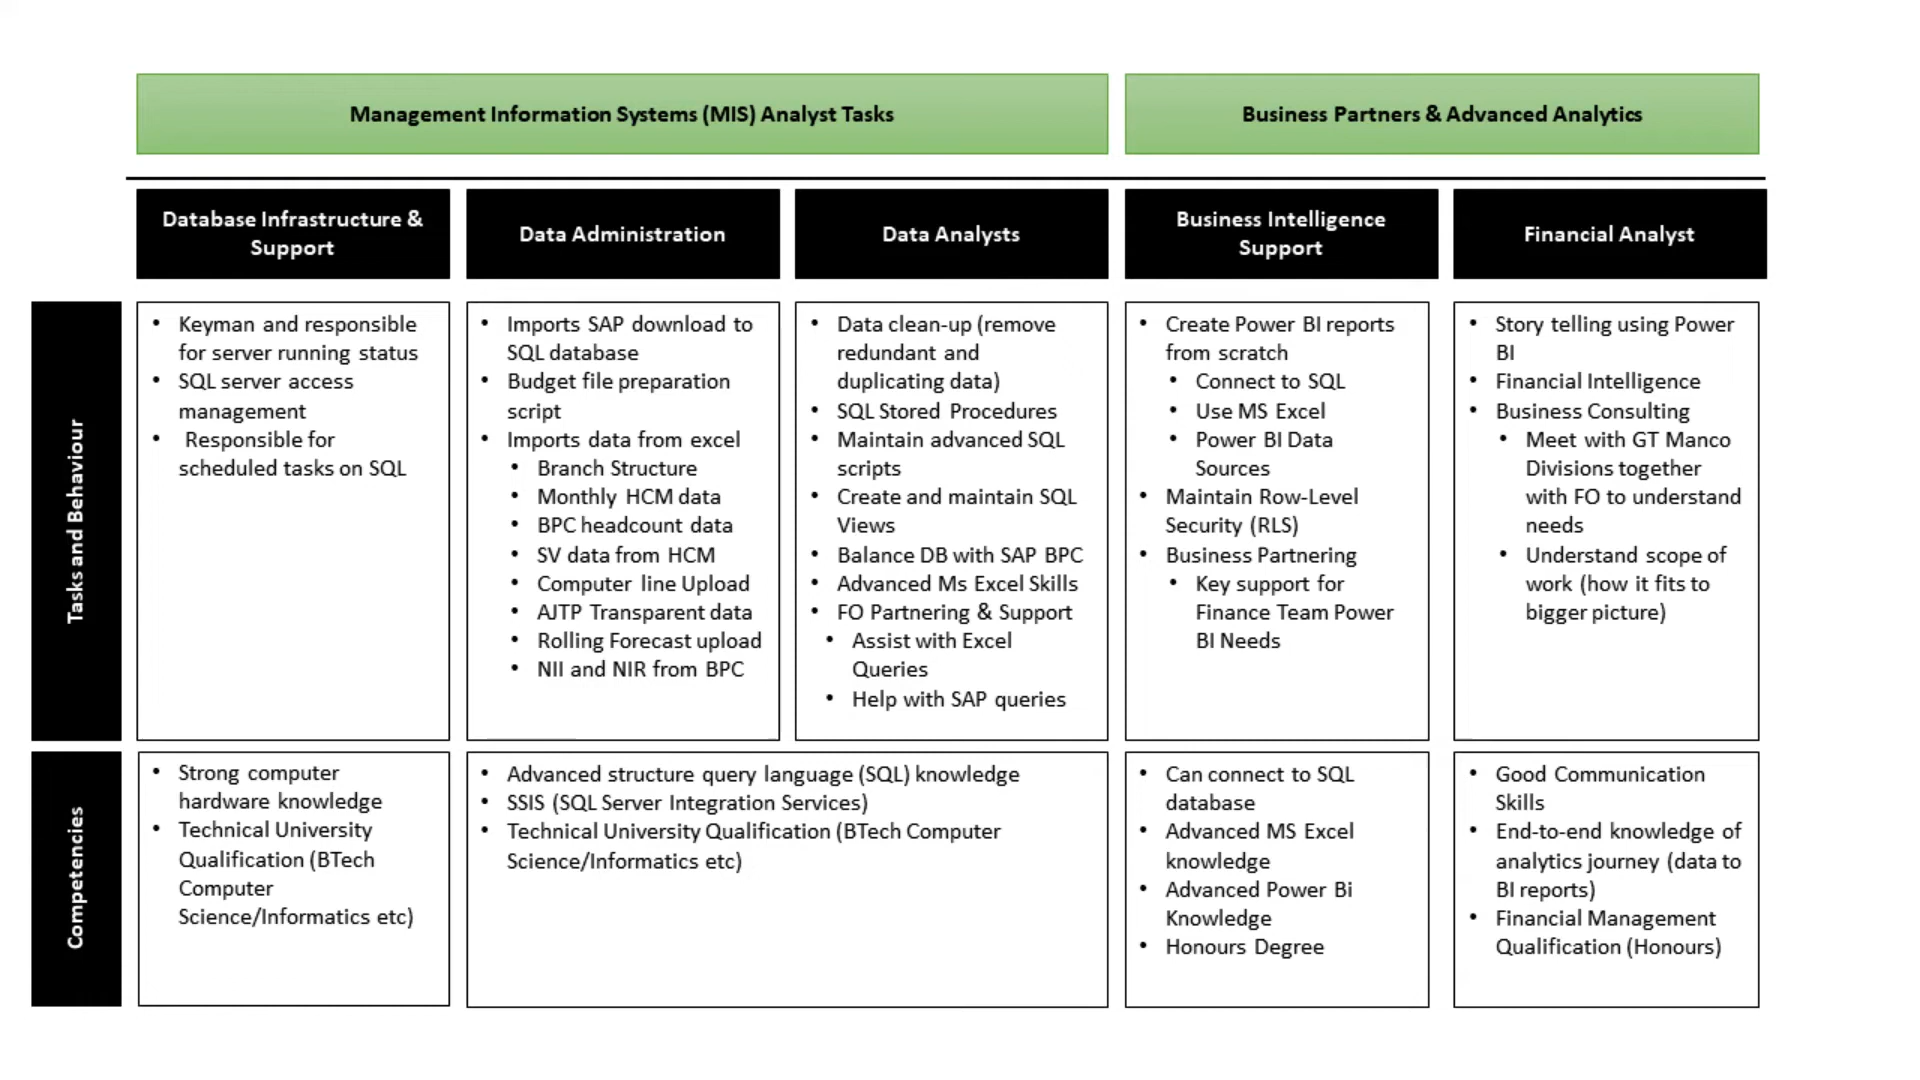 Management Information Systems (MIS) Analyst Tasks
Business Partners & Advanced Analytics
Database Infrastructure &
Support
Data Administration
Data Analysts
Business Intelligence
Support
Financial Analyst
Tasks and Behaviour
• Keyman and responsible
for server running status
• SQL server access
management
• Responsible for
scheduled tasks on SQL
• Imports SAP download to
SQL database
• Budget file preparation
script
• Imports data from excel
• Branch Structure
• Monthly HCM data
• BPC headcount data
• SV data from HCM
• Computer line Upload
• AJTP Transparent data
• Rolling Forecast upload
• NII and NIR from BPC
• Data clean-up (remove
redundant and
duplicating data)
• SQL Stored Procedures
• Maintain advanced SQL
scripts
• Create and maintain SQL
Views
• Balance DB with SAP BPC
• Advanced Ms Excel Skills
• FO Partnering & Support
• Assist with Excel
Queries
• Help with SAP queries
• Create Power BI reports
from scratch
• Connect to SQL
• Use MS Excel
• Power BI Data
Sources
• Maintain Row-Level
Security (RLS)
• Business Partnering
• Key support for
Finance Team Power
BI Needs
• Story telling using Power
BI
• Financial Intelligence
• Business Consulting
• Meet with GT Manco
Divisions together
with FO to understand
needs
• Understand scope of
work (how it fits to
bigger picture)
Competencies
• Strong computer
hardware knowledge
• Technical University
Qualification (BTech
Computer
Science/Informatics etc)
• Advanced structure query language (SQL) knowledge
• SSIS (SQL Server Integration Services)
• Technical University Qualification (BTech Computer
Science/Informatics etc)
• Can connect to SQL
database
• Advanced MS Excel
knowledge
• Advanced Power Bi
Knowledge
• Honours Degree
• Good Communication
Skills
• End-to-end knowledge of
analytics journey (data to
BI reports)
• Financial Management
Qualification (Honours)